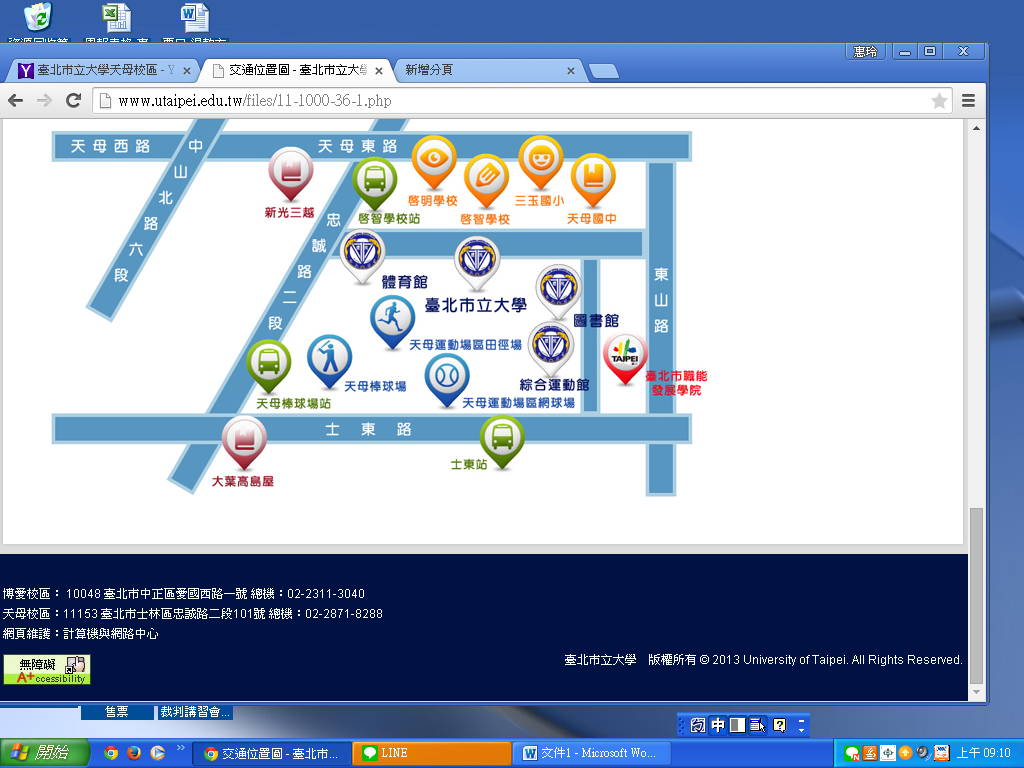 惠玲
臺北市立大學天母校區 - Y
交通位置圖 - 臺北市立大學
新增分頁
www.utaipei.edu.tw/files/11-1000-36-1.php
天母西路
中山北路六段
天母東路
新光三越
啓智學校站
啓明學校
啓智學校
三玉國小
天母國中
忠誠路二段
體育館
臺北市立大學
圖書館
東山路
天母運動場區田徑場
綜合運動館
TAIPEI
臺北市職能
發展學院
天母棒球場
天母運動場區網球場
天母棒球場站
士東路
士東站
大葉高島屋
博愛校區： 10048 臺北市中正區愛國西路一號 總機：02-2311-3040
天母校區：11153 臺北市士林區忠誠路二段101號 總機：02-2871-8288
網頁維護：計算機與網路中心
無障礙
A+ccessibility
臺北市立大學 版權所有 © 2013 University of Taipei. All Rights Reserved.
售票
裁判講習會...
中
開始
交通位置圖 - 臺北市...
LINE
文件1 - Microsoft Wo...
上午 09:10